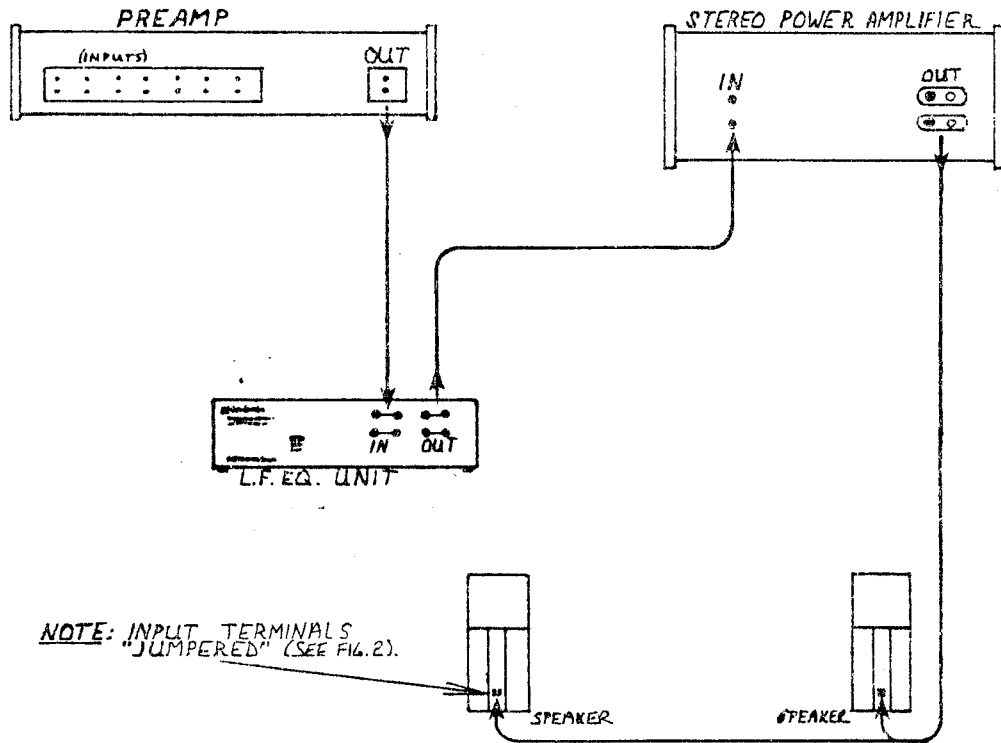 PREAMP
(INPUTS)
OUT
STEREO POWER AMPLIFIER
IN
OUT
IN
OUT
L.F. EQ. UNIT
NOTE: INPUT TERMINALS
"JUMPERED" (SEE FIG. 2).
SPEAKER
SPEAKER